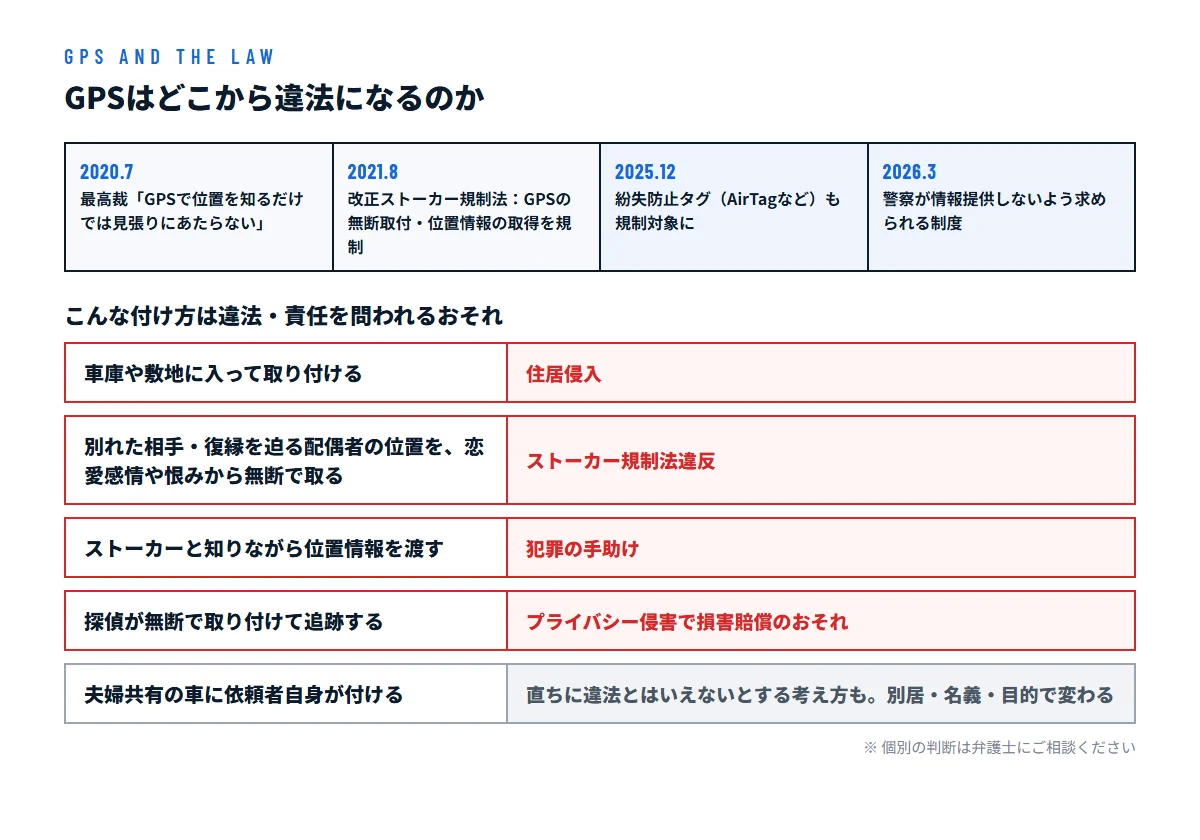 GPS AND THE LAW
GPSはどこから違法になるのか
2020.7
最高裁「GPSで位置を知るだけ
では見張りにあたらない」
2021.8
改正ストーカー規制法：GPSの
無断取付・位置情報の取得を規
制
2025.12
紛失防止タグ（AirTagなど）も
規制対象に
2026.3
警察が情報提供しないよう求め
られる制度
こんな付け方は違法・責任を問われるおそれ
車庫や敷地に入って取り付ける
住居侵入
別れた相手・復縁を迫る配偶者の位置を、恋
愛感情や恨みから無断で取る
ストーカー規制法違反
ストーカーと知りながら位置情報を渡す
犯罪の手助け
探偵が無断で取り付けて追跡する
プライバシー侵害で損害賠償のおそれ
夫婦共有の車に依頼者自身が付ける
直ちに違法とはいえないとする考え方も。別居・名義・目的で変わる
※ 個別の判断は弁護士にご相談ください